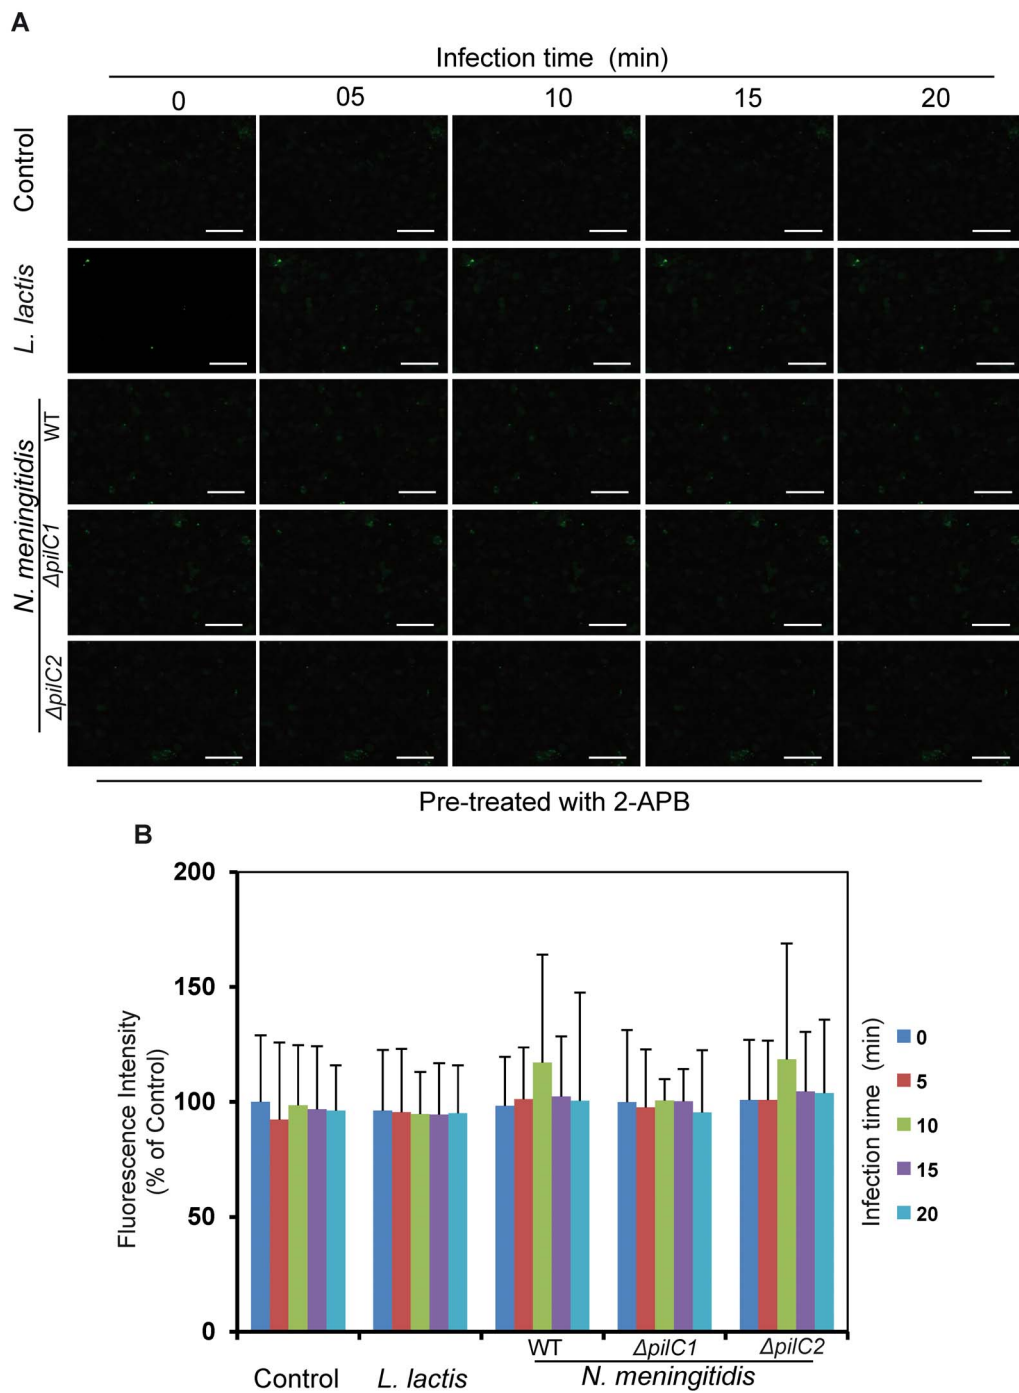 A
Infection time (min)
0 05 10 15 20
Control
L. lactis
N. meningitidis
WT
ΔpilC1
ΔpilC2
Pre-treated with 2-APB
B
Fluorescence Intensity
(% of Control)
200
150
100
50
0
Control L. lactis WT ΔpilC1 ΔpilC2
N. meningitidis
Infection time (min)
0
5
10
15
20